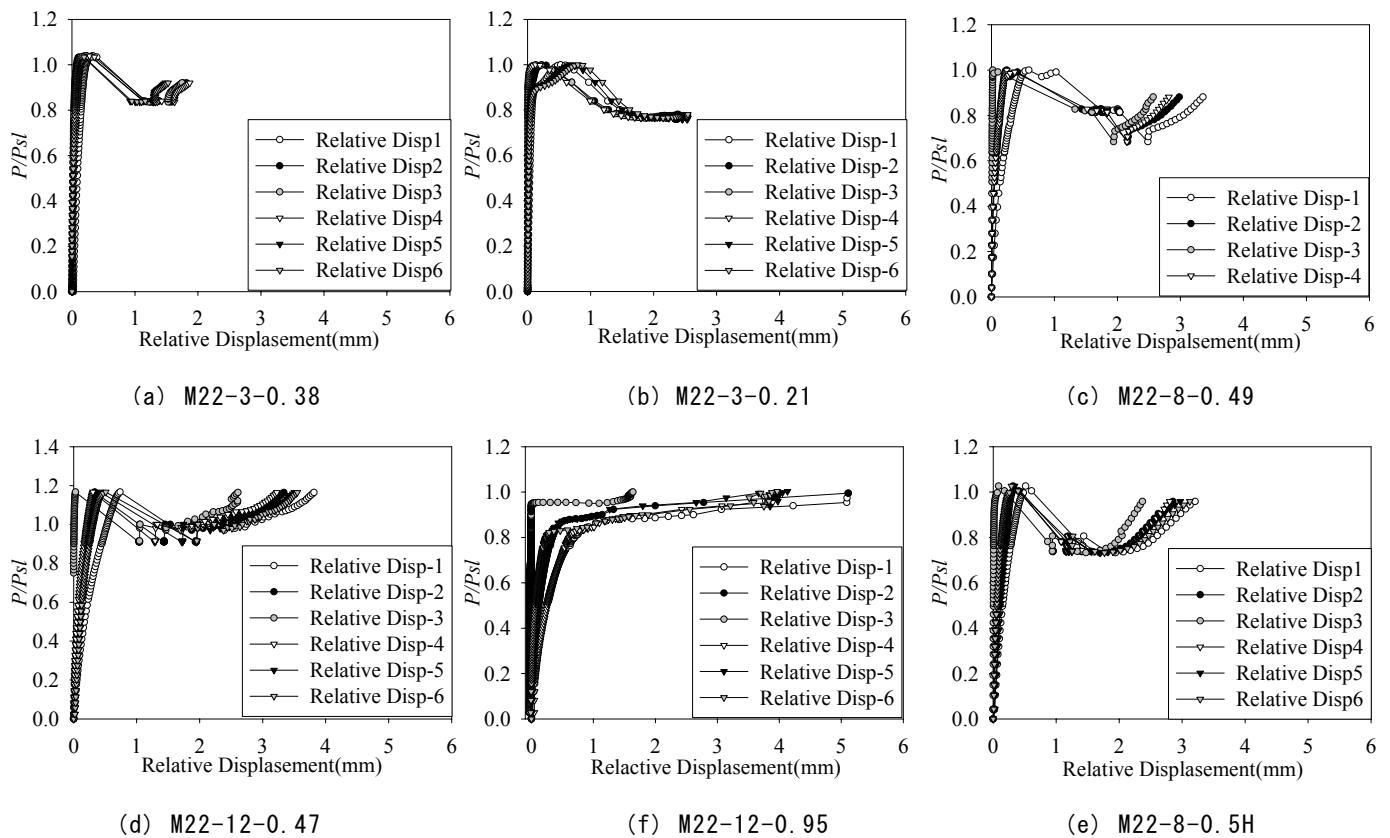 1.2
1.0
0.8
0.6
0.4
0.2
0.0
P/Psl
Relative Disp1
Relative Disp2
Relative Disp3
Relative Disp4
Relative Disp5
Relative Disp6
0 1 2 3 4 5 6
Relative Displasement(mm)
(a) M22-3-0.38
1.2
1.0
0.8
0.6
0.4
0.2
0.0
P/Psl
Relative Disp-1
Relative Disp-2
Relative Disp-3
Relative Disp-4
Relative Disp-5
Relative Disp-6
0 1 2 3 4 5 6
Relative Displasement(mm)
(b) M22-3-0.21
1.2
1.0
0.8
0.6
0.4
0.2
0.0
P/Psl
Relative Disp-1
Relative Disp-2
Relative Disp-3
Relative Disp-4
0 1 2 3 4 5 6
Relative Dispalsement(mm)
(c) M22-8-0.49
1.4
1.2
1.0
0.8
0.6
0.4
0.2
0.0
P/Psl
Relative Disp-1
Relative Disp-2
Relative Disp-3
Relative Disp-4
Relative Disp-5
Relative Disp-6
0 1 2 3 4 5 6
Relative Displasement(mm)
(d) M22-12-0.47
1.2
1.0
0.8
0.6
0.4
0.2
0.0
P/Psl
Relative Disp-1
Relative Disp-2
Relative Disp-3
Relative Disp-4
Relative Disp-5
Relative Disp-6
0 1 2 3 4 5 6
Relactive Displasement(mm)
(f) M22-12-0.95
1.2
1.0
0.8
0.6
0.4
0.2
0.0
P/Psl
Relative Disp1
Relative Disp2
Relative Disp3
Relative Disp4
Relative Disp5
Relative Disp6
0 1 2 3 4 5 6
Relative Displasement(mm)
(e) M22-8-0.5H